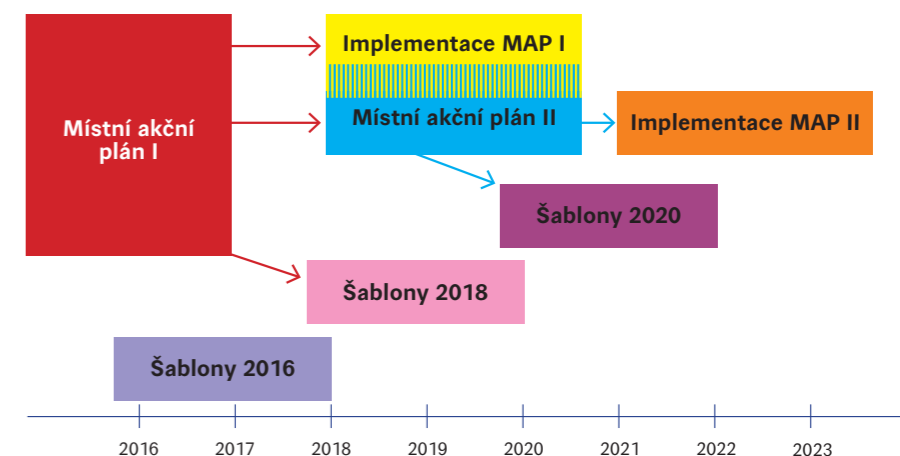 Implementace MAP I
Místní akční
plán I
Místní akční plán II
Implementace MAP II
Šablony 2020
Šablony 2018
Šablony 2016
2016 2017 2018 2019 2020 2021 2022 2023